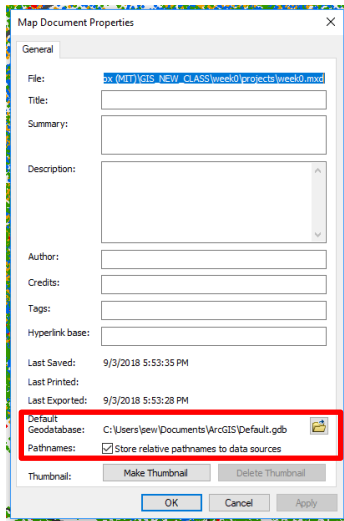 Map Document Properties
General
File: ox (MIT)\GIS_NEW_CLASS\week0\projects\week0.mxd
Title:
Summary:
Description:
Author:
Credits:
Tags:
Hyperlink base:
Last Saved: 9/3/2018 5:53:35 PM
Last Printed:
Last Exported: 9/3/2018 5:53:28 PM
Default
Geodatabase: C:\Users\sew\Documents\ArcGIS\Default.gdb
Pathnames: Store relative pathnames to data sources
Thumbnail: Make Thumbnail Delete Thumbnail
OK Cancel Apply